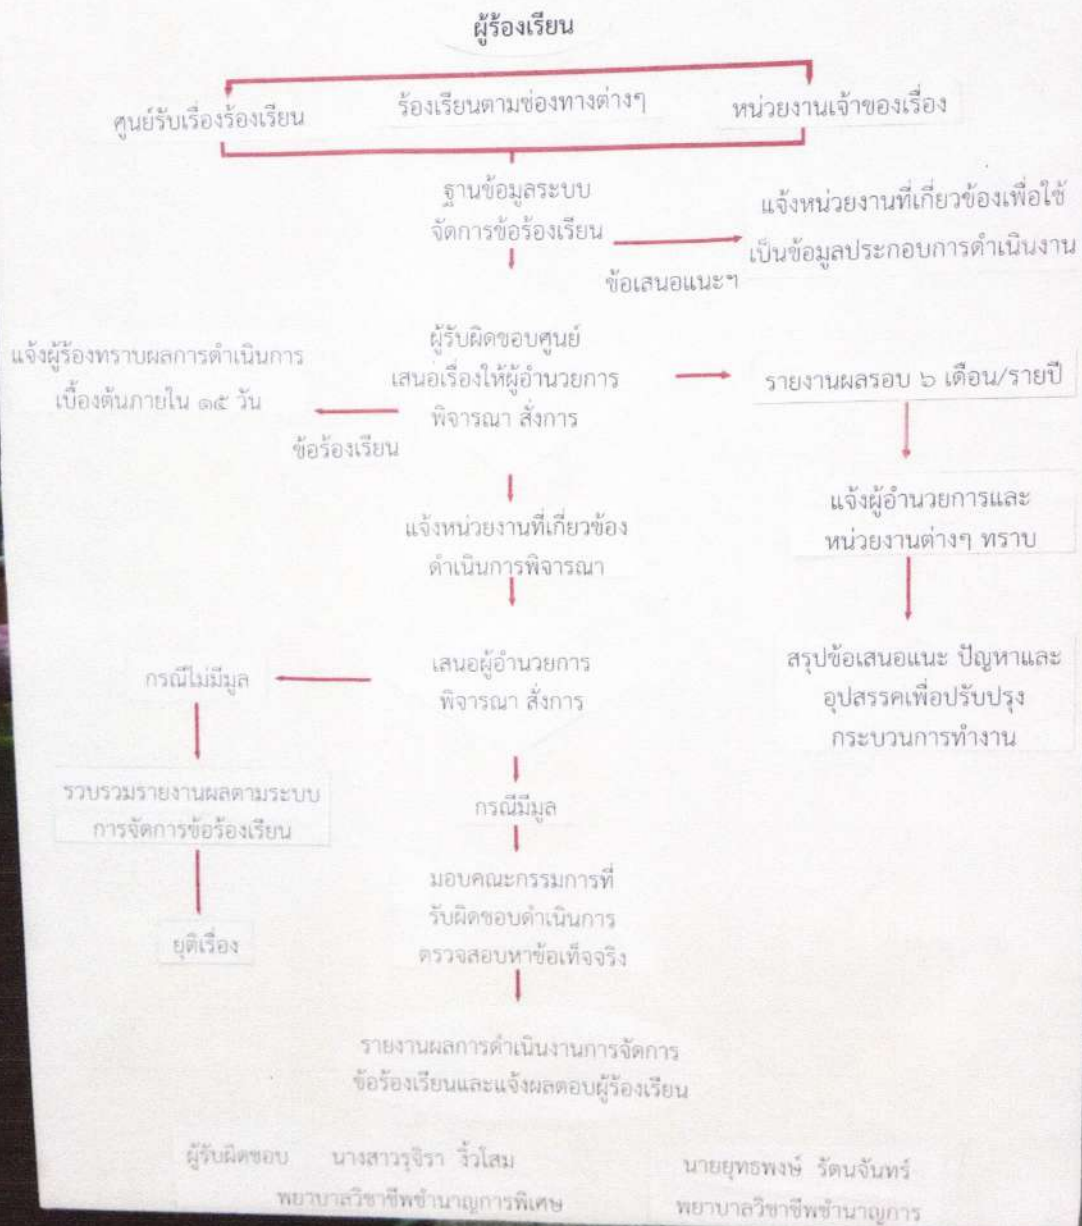 ผู้ร้องเรียน
ศูนย์รับเรื่องร้องเรียน
ร้องเรียนตามช่องทางต่างๆ
หน่วยงานเจ้าของเรื่อง
ฐานข้อมูลระบบ
จัดการข้อร้องเรียน
แจ้งหน่วยงานที่เกี่ยวข้องเพื่อใช้
เป็นข้อมูลประกอบการดำเนินงาน
ข้อเสนอแนะฯ
ผู้รับผิดชอบศูนย์
เสนอเรื่องให้ผู้อำนวยการ
พิจารณา สั่งการ
แจ้งผู้ร้องทราบผลการดำเนินการ
เบื้องต้นภายใน ๑๕ วัน
ข้อร้องเรียน
รายงานผลรอบ ๖ เดือน/รายปี
แจ้งผู้อำนวยการและ
หน่วยงานต่างๆ ทราบ
แจ้งหน่วยงานที่เกี่ยวข้อง
ดำเนินการพิจารณา
เสนอผู้อำนวยการ
พิจารณา สั่งการ
กรณีไม่มีมูล
สรุปข้อเสนอแนะ ปัญหาและ
อุปสรรคเพื่อปรับปรุง
กระบวนการทำงาน
รวบรวมรายงานผลตามระบบ
การจัดการข้อร้องเรียน
กรณีมีมูล
ยุติเรื่อง
มอบคณะกรรมการที่
รับผิดชอบดำเนินการ
ตรวจสอบหาข้อเท็จจริง
รายงานผลการดำเนินงานการจัดการ
ข้อร้องเรียนและแจ้งผลตอบผู้ร้องเรียน
ผู้รับผิดชอบ นางสาวรุจิรา งิ้วโสม
พยาบาลวิชาชีพชำนาญการพิเศษ
นายยุทธพงษ์ รัตนจันทร์
พยาบาลวิชาชีพชำนาญการ